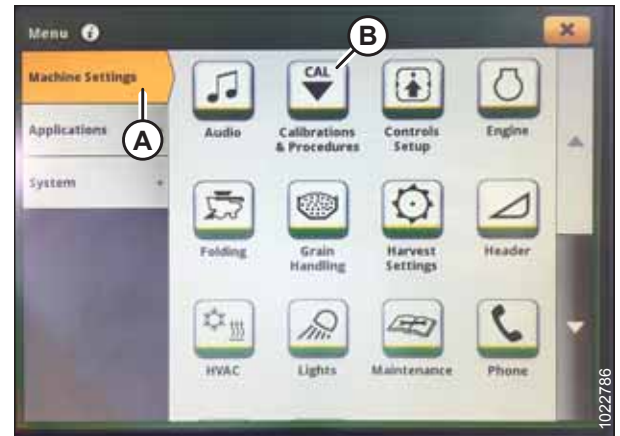 Menu i
B
Machine Settings
CAL
A
Applications
System
Audio
Calibrations
& Procedures
Controls
Setup
Engine
Folding
Grain
Handling
Harvest
Settings
Header
HVAC
Lights
Maintenance
Phone
1022786